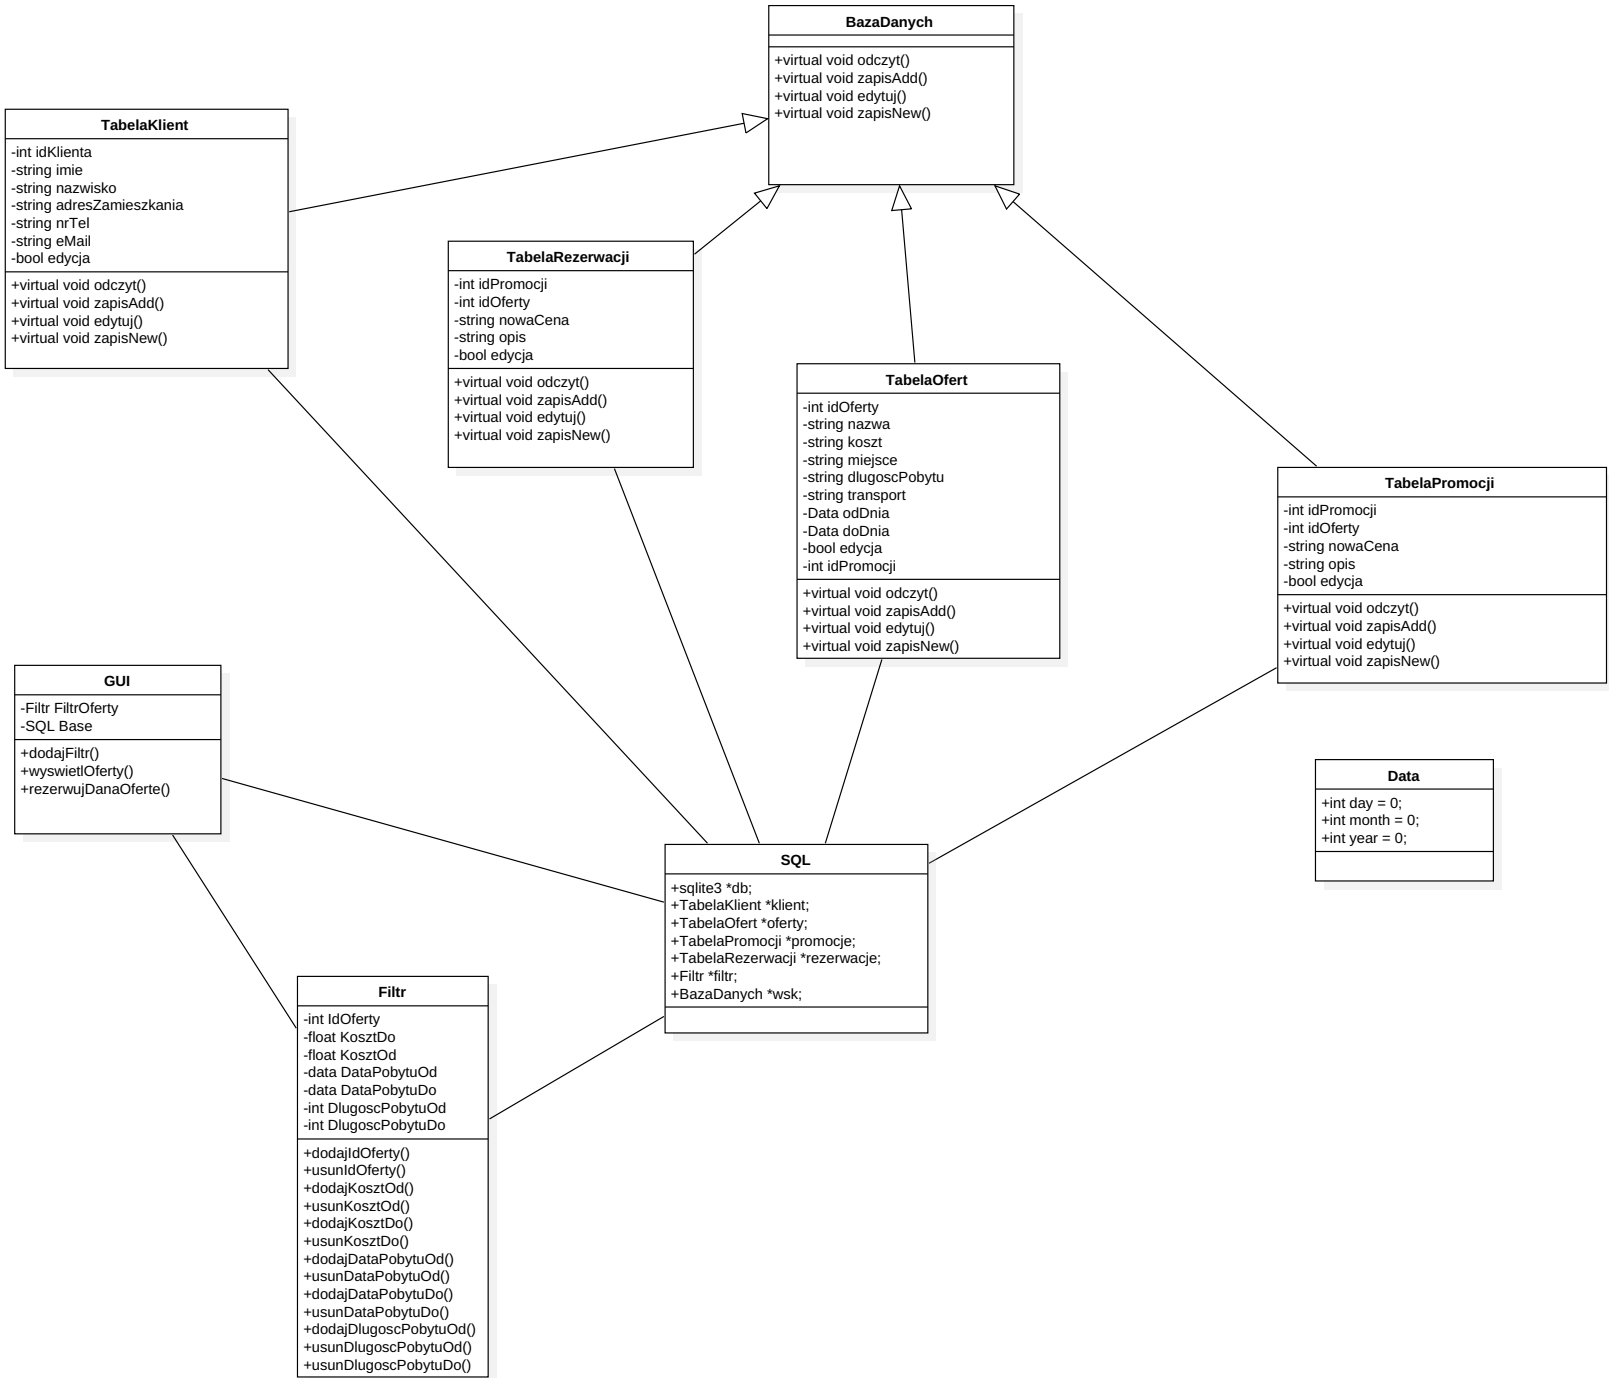 BazaDanych
+virtual void odczyt()
+virtual void zapisAdd()
+virtual void edytuj()
+virtual void zapisNew()
TabelaKlient
-int idKlienta
-string imie
-string nazwisko
-string adresZamieszkania
-string nrTel
-string eMail
-bool edycja
+virtual void odczyt()
+virtual void zapisAdd()
+virtual void edytuj()
+virtual void zapisNew()
TabelaRezerwacji
-int idPromocji
-int idOferty
-string nowaCena
-string opis
-bool edycja
+virtual void odczyt()
+virtual void zapisAdd()
+virtual void edytuj()
+virtual void zapisNew()
TabelaOfert
-int idOferty
-string nazwa
-string koszt
-string miejsce
-string dlugoscPobytu
-string transport
-Data odDnia
-Data doDnia
-bool edycja
-int idPromocji
+virtual void odczyt()
+virtual void zapisAdd()
+virtual void edytuj()
+virtual void zapisNew()
TabelaPromocji
-int idPromocji
-int idOferty
-string nowaCena
-string opis
-bool edycja
+virtual void odczyt()
+virtual void zapisAdd()
+virtual void edytuj()
+virtual void zapisNew()
GUI
-Filtr FiltrOferty
-SQL Base
+dodajFiltr()
+wyswietlOferty()
+rezerwujDanaOferte()
Data
+int day = 0;
+int month = 0;
+int year = 0;
SQL
+sqlite3 *db;
+TabelaKlient *klient;
+TabelaOfert *oferty;
+TabelaPromocji *promocje;
+TabelaRezerwacji *rezerwacje;
+Filtr *filtr;
+BazaDanych *wsk;
Filtr
-int IdOferty
-float KosztDo
-float KosztOd
-data DataPobytuOd
-data DataPobytuDo
-int DlugoscPobytuOd
-int DlugoscPobytuDo
+dodajIdOferty()
+usunIdOferty()
+dodajKosztOd()
+usunKosztOd()
+dodajKosztDo()
+usunKosztDo()
+dodajDataPobytuOd()
+usunDataPobytuOd()
+dodajDataPobytuDo()
+usunDataPobytuDo()
+dodajDlugoscPobytuOd()
+usunDlugoscPobytuOd()
+usunDlugoscPobytuDo()